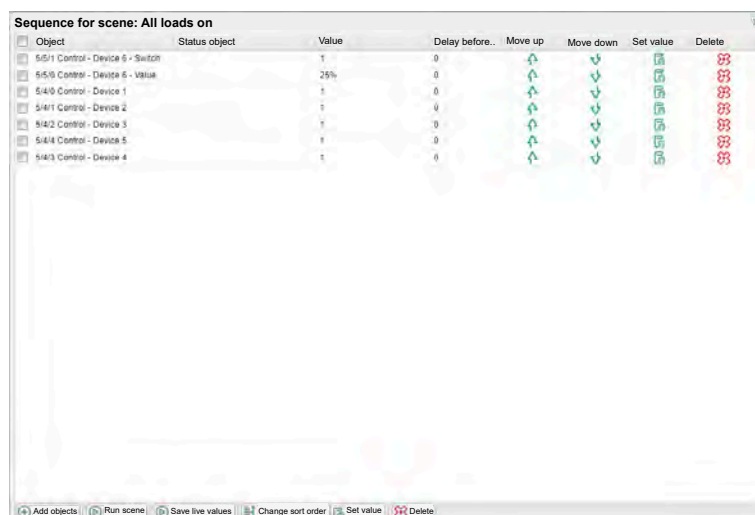 Sequence for scene: All loads on
Object Status object Value Delay before.. Move up Move down Set value Delete
5/5/1 Control - Device 6 - Switch 1 0
5/5/0 Control - Device 6 - Value 25% 0
5/4/0 Control - Device 1 1 0
5/4/1 Control - Device 2 1 0
5/4/2 Control - Device 3 1 0
5/4/4 Control - Device 5 1 0
5/4/3 Control - Device 4 1 0
Add objects Run scene Save live values Change sort order Set value Delete